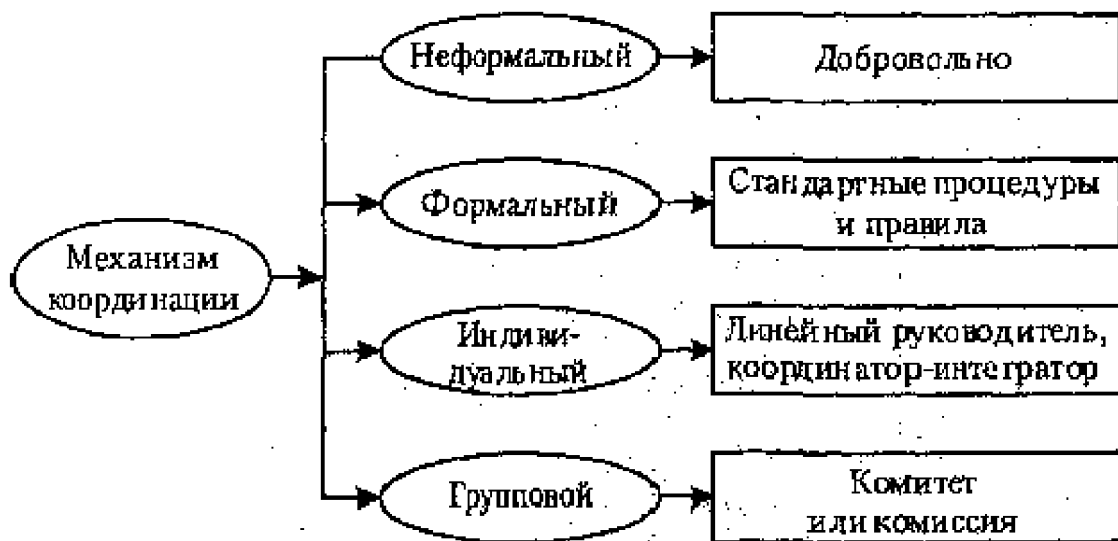 Неформальный
Добровольно
Формальный
Стандартные процедуры
и правила
Механизм
координации
Индиви-
дуальный
Линейный руководитель,
координатор-интегратор
Групповой
Комитет
или комиссия